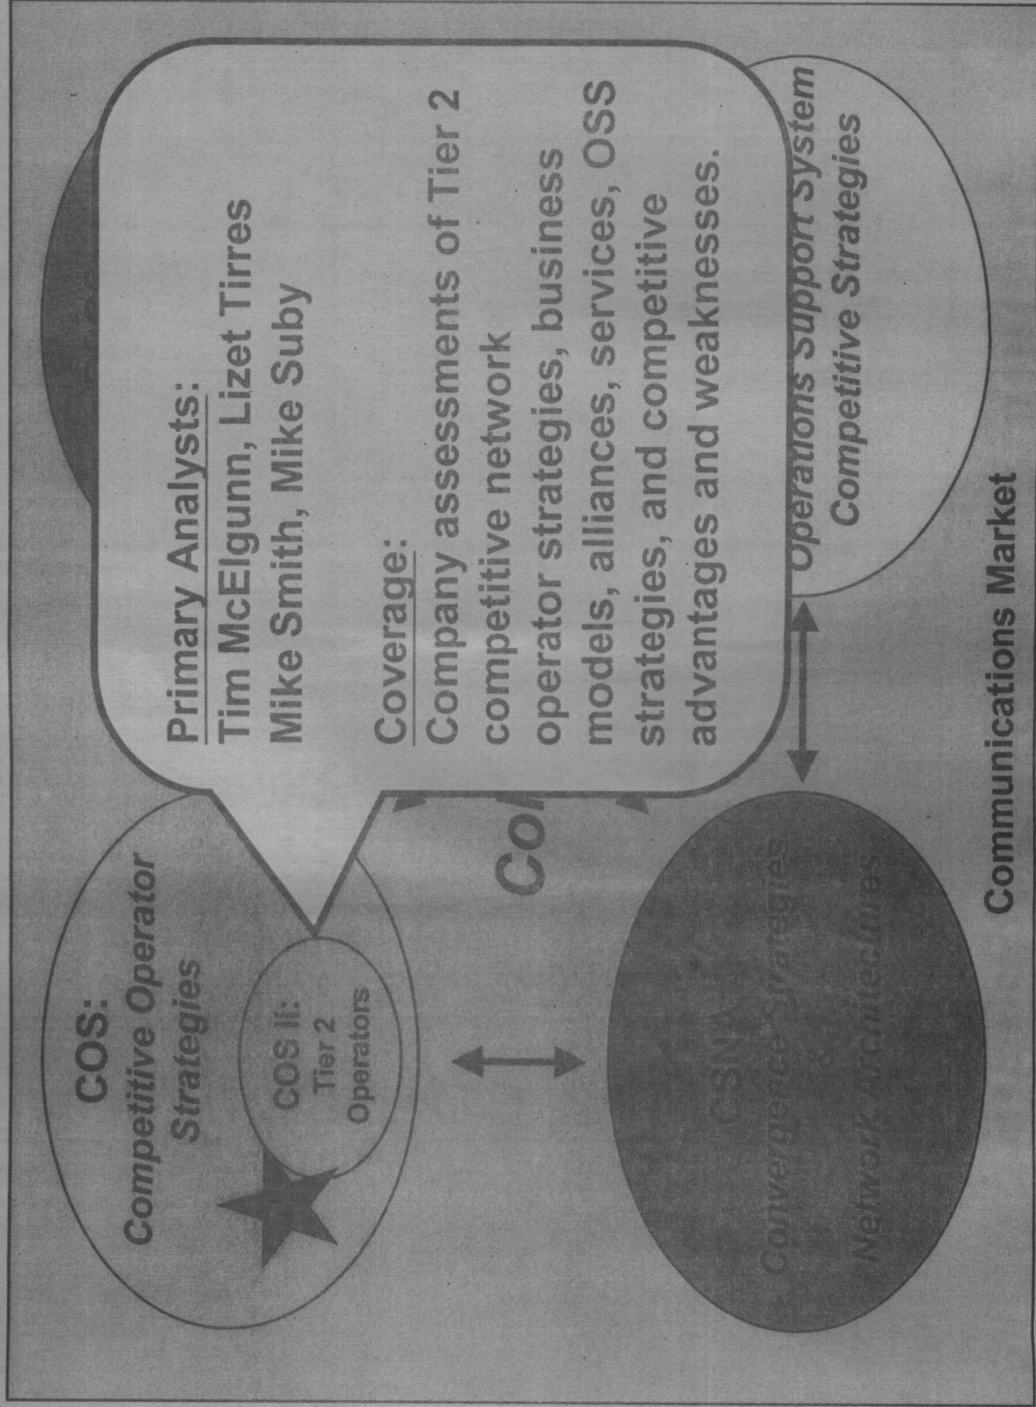 COS:
Competitive Operator
Strategies
COS II:
Tier 2
Operators
Primary Analysts:
Tim McElgunn, Lizet Tirres
Mike Smith, Mike Suby
Coverage:
Company assessments of Tier 2
competitive network
operator strategies, business
models, alliances, services, OSS
strategies, and competitive
advantages and weaknesses.
CSNA
Convergence Strategies
&
Network Architectures
Operations Support System
Competitive Strategies
Communications Market